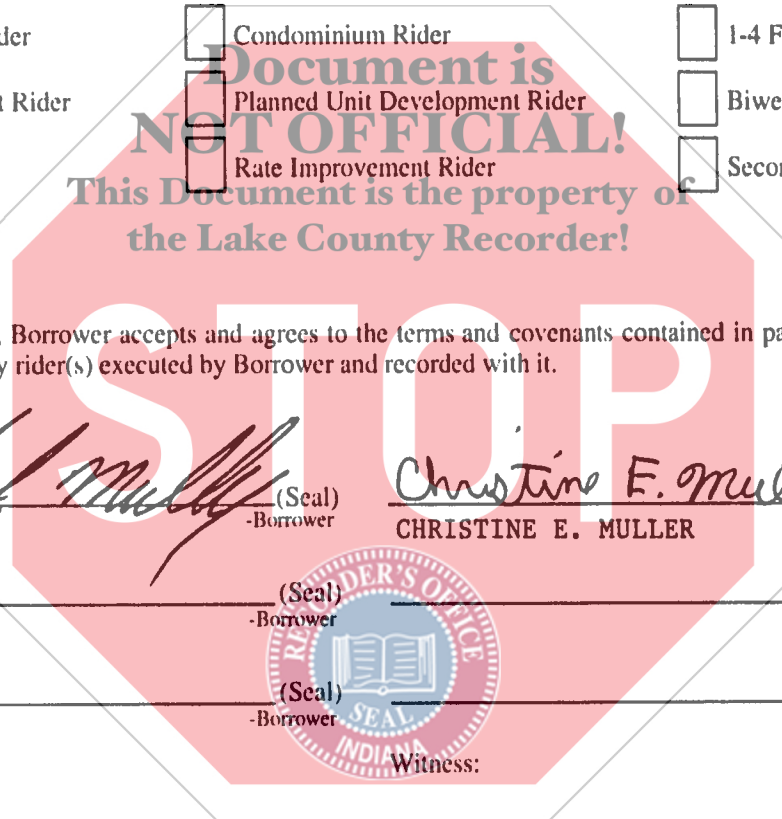 der Condominium Rider 1-4 F
Document is
t Rider Planned Unit Development Rider Biwe
NOT OFFICIAL!
Rate Improvement Rider Secon
This Document is the property of
the Lake County Recorder!
STOP
, Borrower accepts and agrees to the terms and covenants contained in pa
y rider(s) executed by Borrower and recorded with it.
(Seal) Christine E. Mul
-Borrower CHRISTINE E. MULLER
(Seal)
-Borrower
RECORDER'S OFFICE
(Seal)
-Borrower
SEAL
INDIANA
Witness: